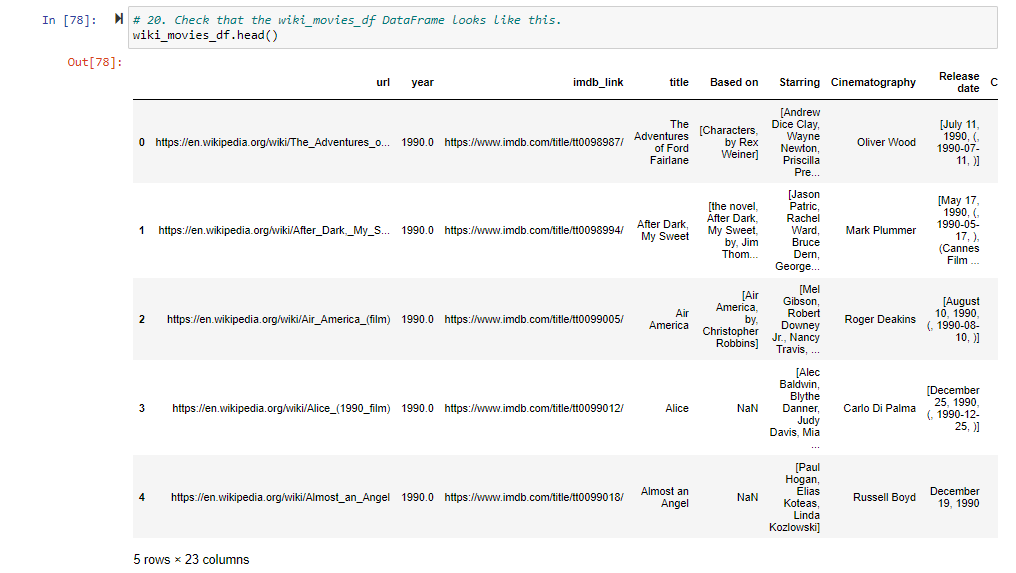 In [78]: # 20. Check that the wiki_movies_df DataFrame looks like this.
wiki_movies_df.head()
Out[78]:
url year imdb_link title Based on Starring Cinematography Release date C
0 https://en.wikipedia.org/wiki/The_Adventures_o... 1990.0 https://www.imdb.com/title/tt0098987/ The Adventures of Ford Fairlane [Characters, by Rex Weiner] [Andrew Dice Clay, Wayne Newton, Priscilla Pre... Oliver Wood [July 11, 1990, (, 1990-07-11, )]
1 https://en.wikipedia.org/wiki/After_Dark,_My_S... 1990.0 https://www.imdb.com/title/tt0098994/ After Dark, My Sweet [the novel, After Dark, My Sweet, by, Jim Thom... [Jason Patric, Rachel Ward, Bruce Dern, George... Mark Plummer [May 17, 1990, (, 1990-05-17, ), (Cannes Film ...
2 https://en.wikipedia.org/wiki/Air_America_(film) 1990.0 https://www.imdb.com/title/tt0099005/ Air America [Air America, by, Christopher Robbins] [Mel Gibson, Robert Downey Jr., Nancy Travis, ... Roger Deakins [August 10, 1990, (, 1990-08-10, )]
3 https://en.wikipedia.org/wiki/Alice_(1990_film) 1990.0 https://www.imdb.com/title/tt0099012/ Alice NaN [Alec Baldwin, Blythe Danner, Judy Davis, Mia ... Carlo Di Palma [December 25, 1990, (, 1990-12-25, )]
4 https://en.wikipedia.org/wiki/Almost_an_Angel 1990.0 https://www.imdb.com/title/tt0099018/ Almost an Angel NaN [Paul Hogan, Elias Koteas, Linda Kozlowski] Russell Boyd December 19, 1990
5 rows × 23 columns